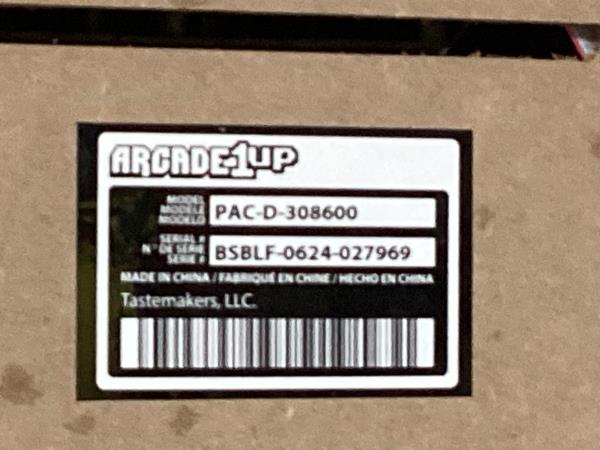 ARCADE1UP
MODEL
MODÈLE
MODELO
PAC-D-308600
SERIAL #
N° DE SÉRIE
SERIE #
BSBLF-0624-027969
MADE IN CHINA / FABRIQUÉ EN CHINE / HECHO EN CHINA
Tastemakers, LLC.